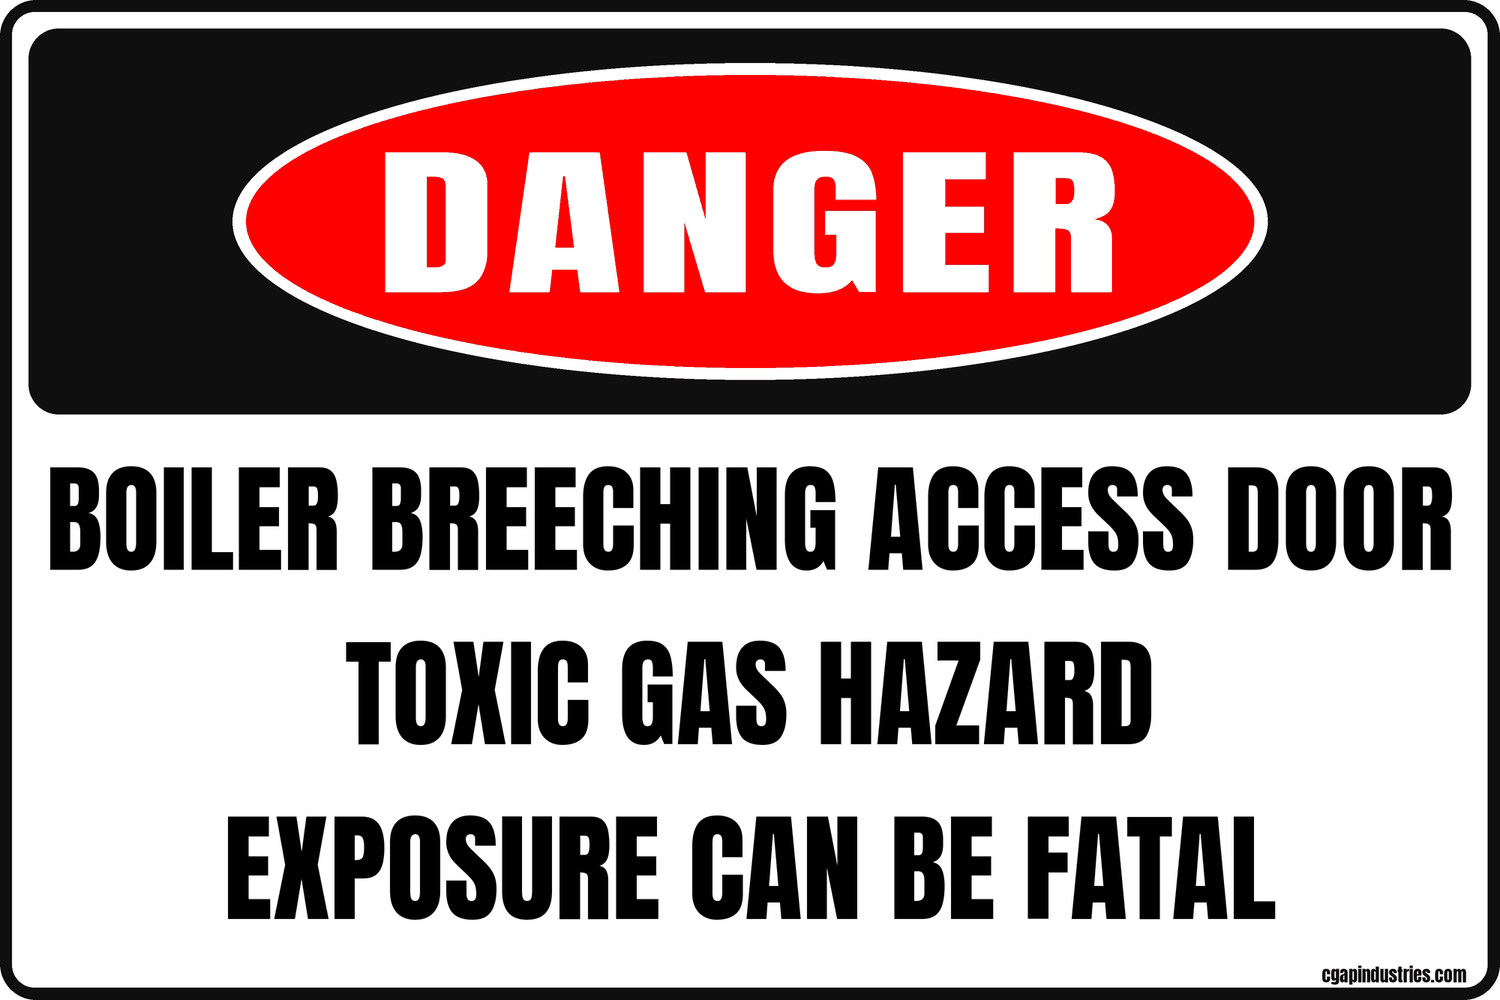 DANGER
BOILER BREECHING ACCESS DOOR
TOXIC GAS HAZARD
EXPOSURE CAN BE FATAL
cgapindustries.com